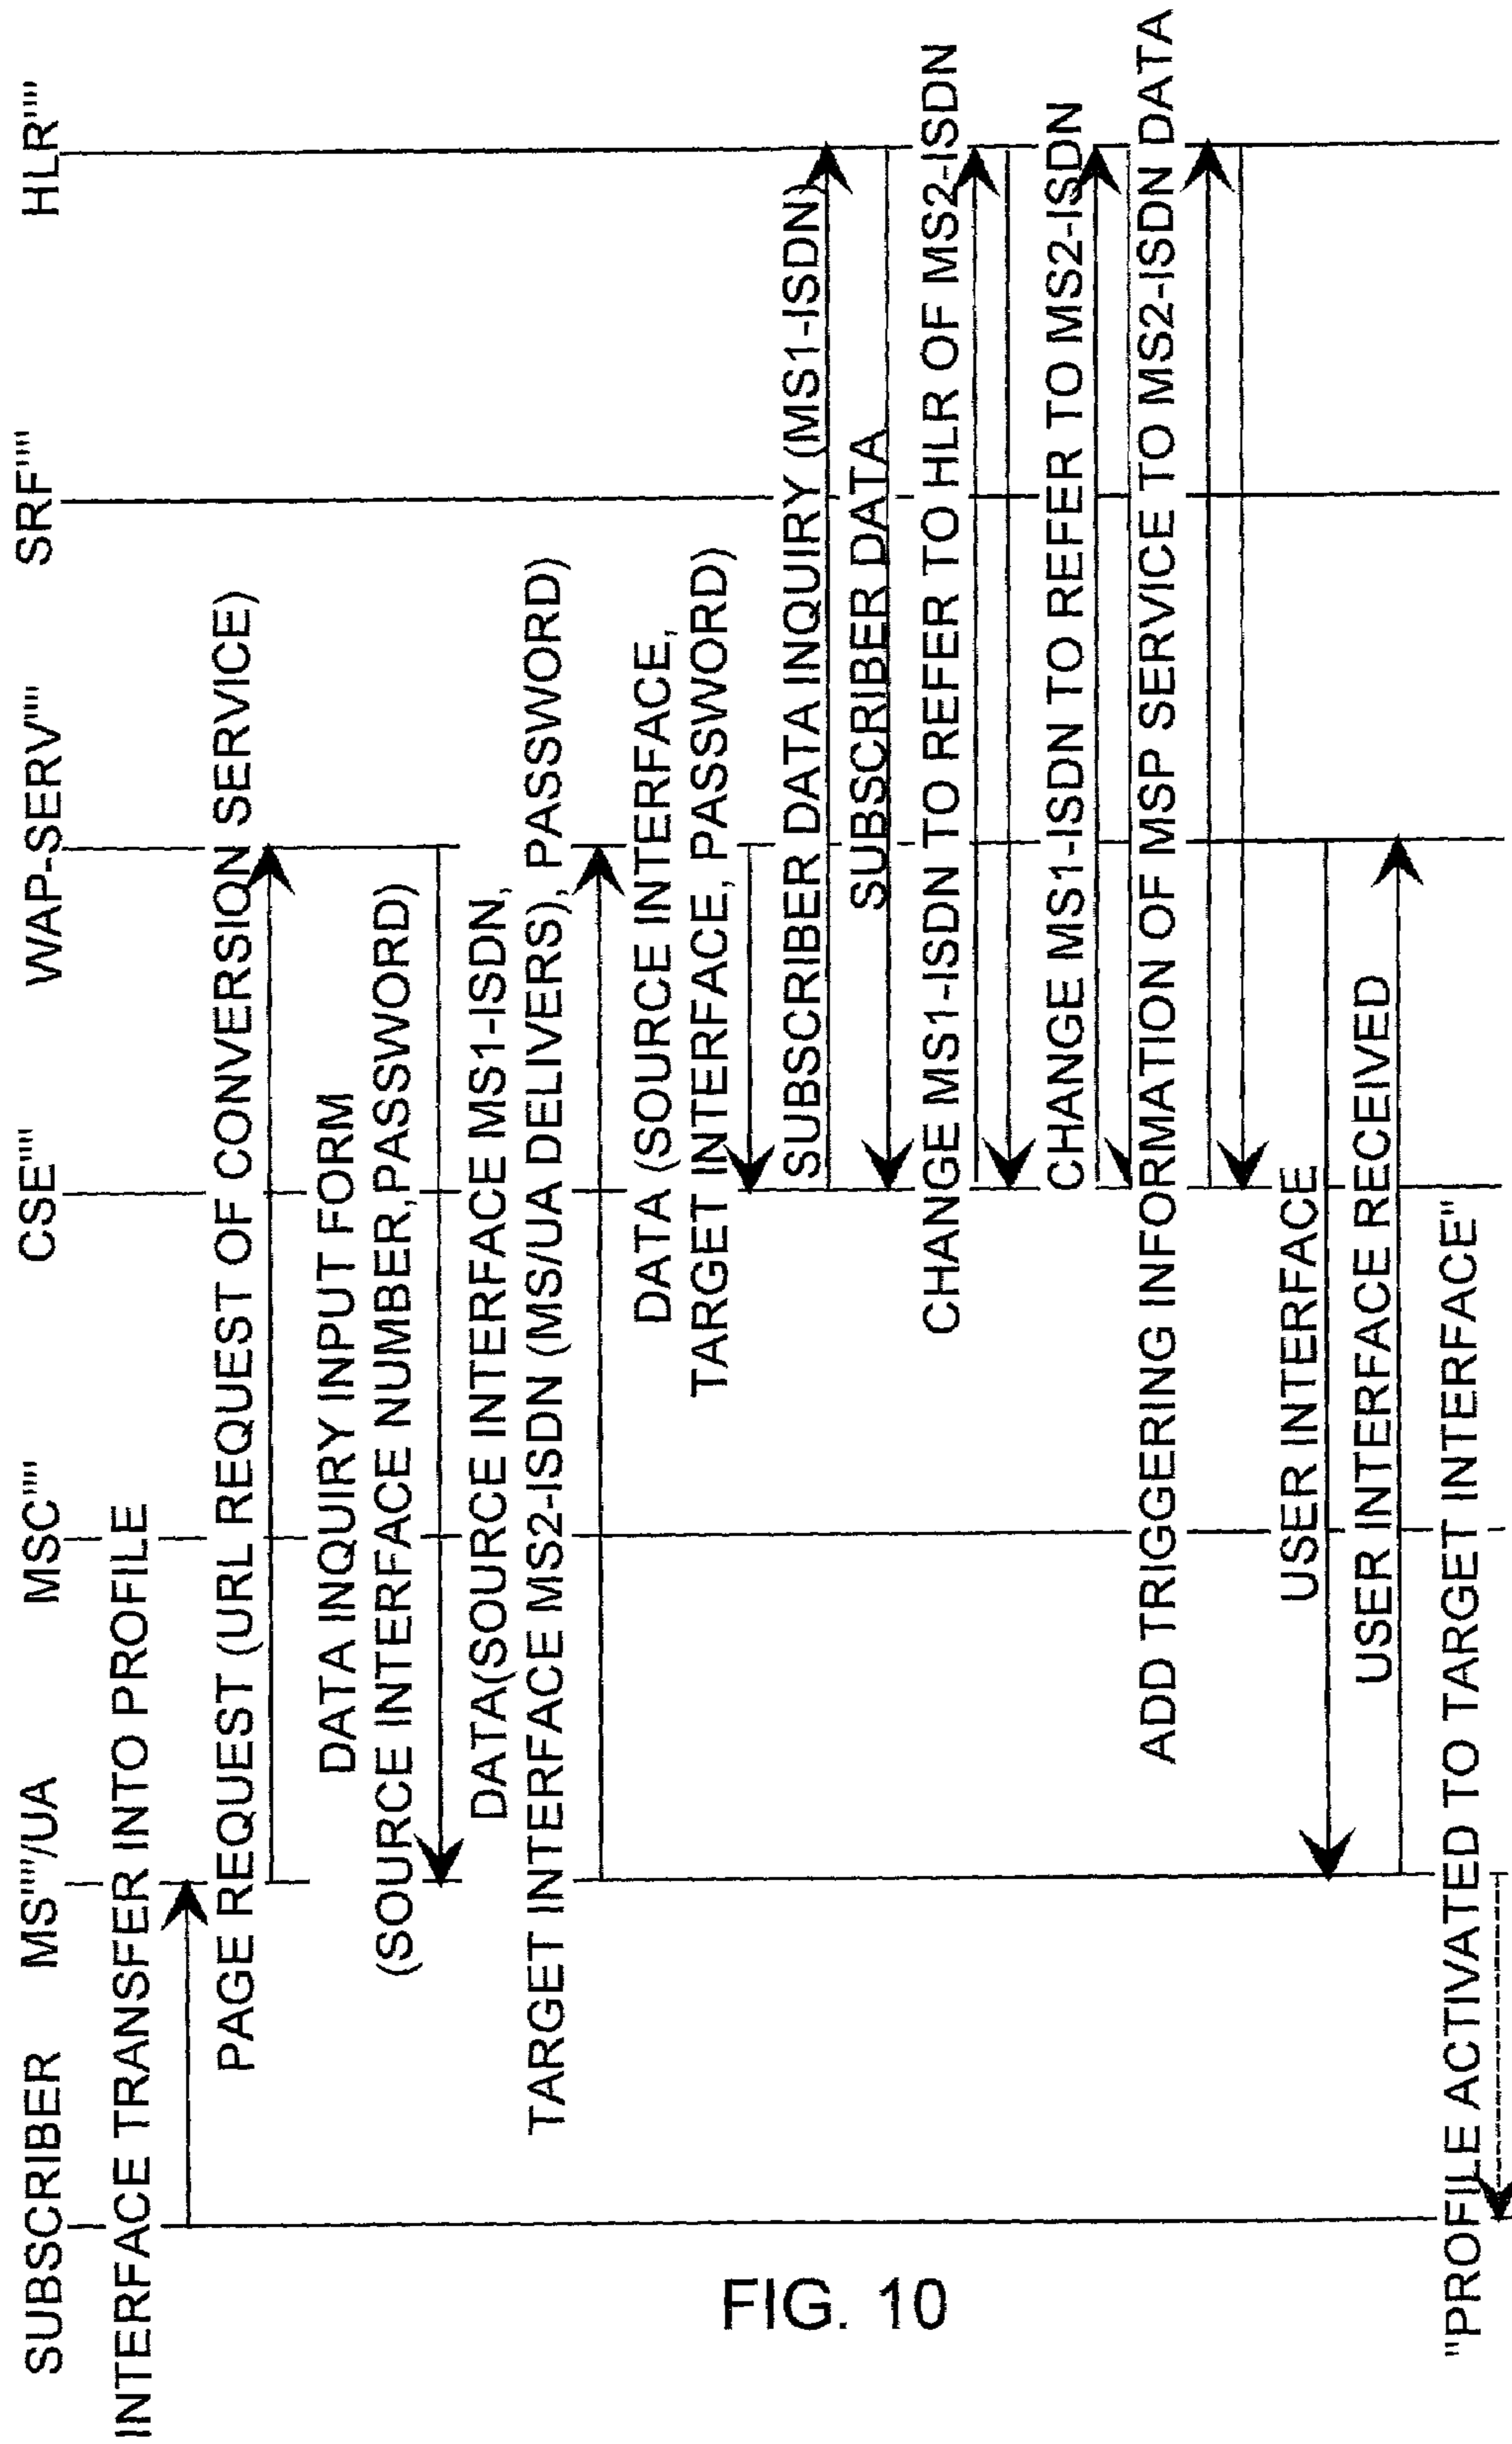 SUBSCRIBER MS""/UA MSC"" CSE"" WAP-SERV"" SRF"" HLR""
INTERFACE TRANSFER INTO PROFILE
PAGE REQUEST (URL REQUEST OF CONVERSION SERVICE)
DATA INQUIRY INPUT FORM
(SOURCE INTERFACE NUMBER,PASSWORD)
DATA(SOURCE INTERFACE MS1-ISDN,
TARGET INTERFACE MS2-ISDN (MS/UA DELIVERS), PASSWORD)
DATA (SOURCE INTERFACE,
TARGET INTERFACE, PASSWORD)
SUBSCRIBER DATA INQUIRY (MS1-ISDN)
SUBSCRIBER DATA
CHANGE MS1-ISDN TO REFER TO HLR OF MS2-ISDN
CHANGE MS1-ISDN TO REFER TO MS2-ISDN
ADD TRIGGERING INFORMATION OF MSP SERVICE TO MS2-ISDN DATA
USER INTERFACE
USER INTERFACE RECEIVED
"PROFILE ACTIVATED TO TARGET INTERFACE"
FIG. 10